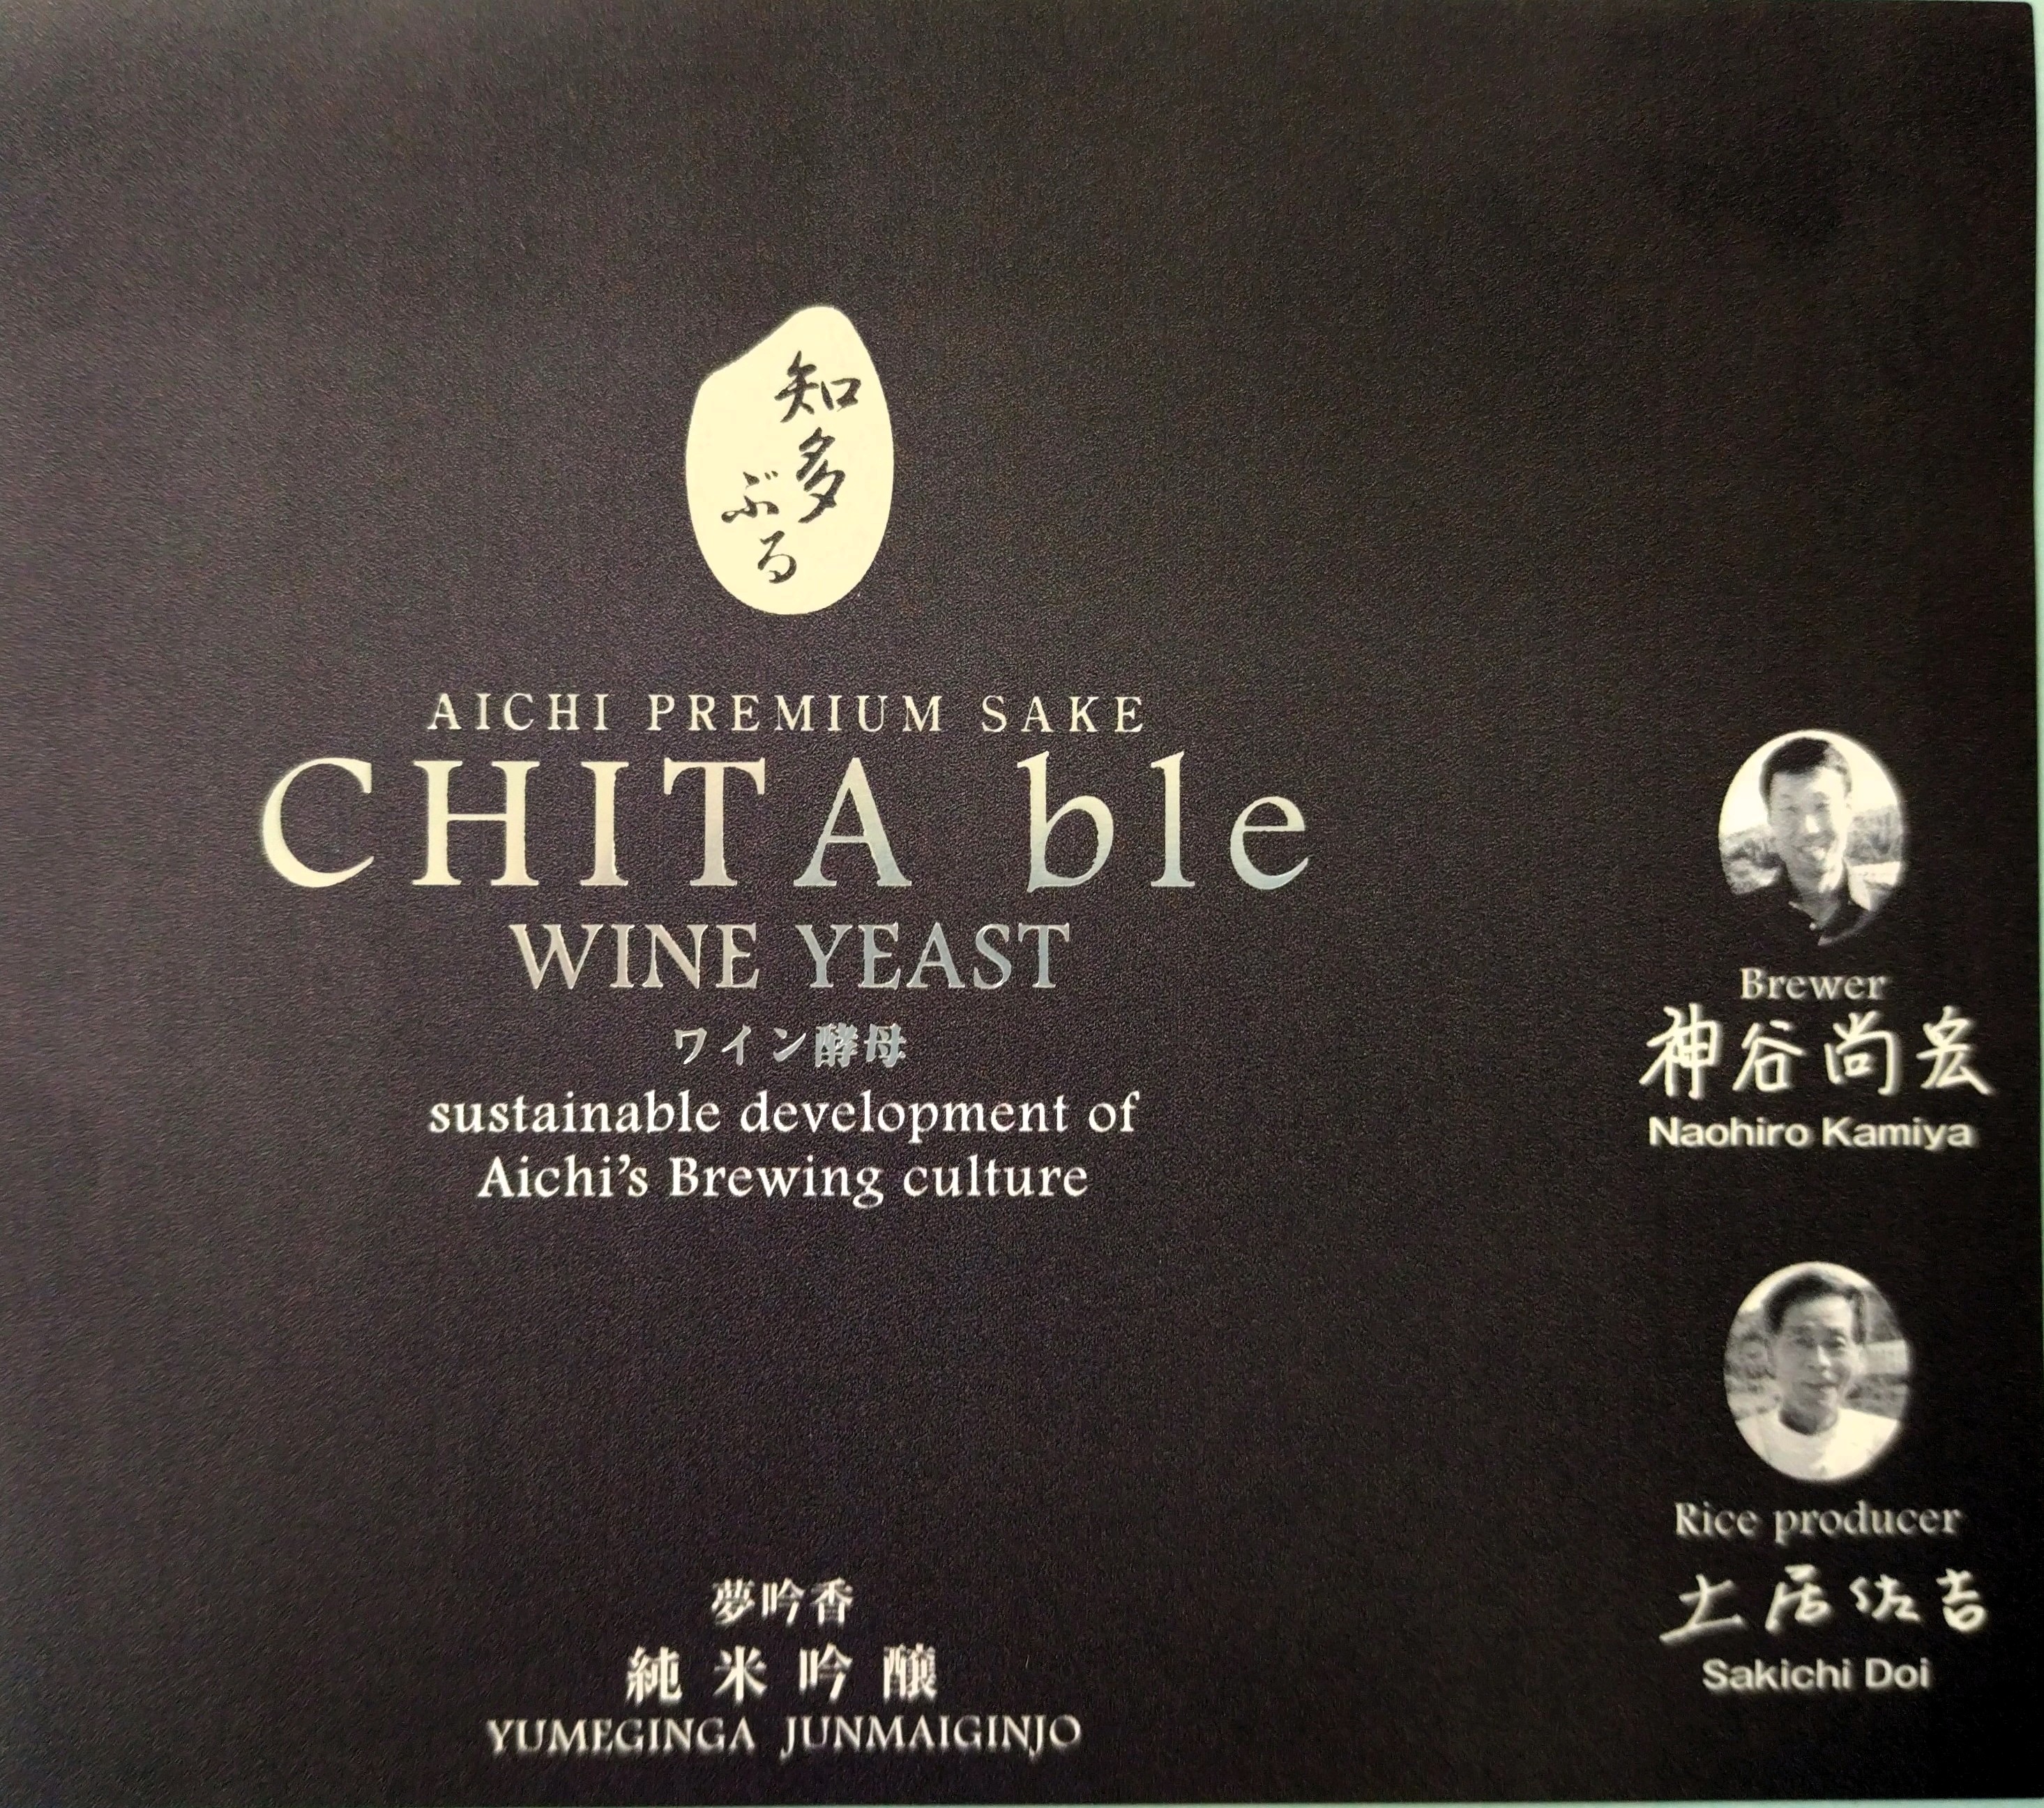 知多
ぶる
AICHI PREMIUM SAKE
CHITA ble
WINE YEAST
ワイン酵母
sustainable development of
Aichi's Brewing culture
夢吟香
純米吟醸
YUMEGINGA JUNMAIGINJO
Brewer
神谷尚宏
Naohiro Kamiya
Rice producer
土居佐吉
Sakichi Doi